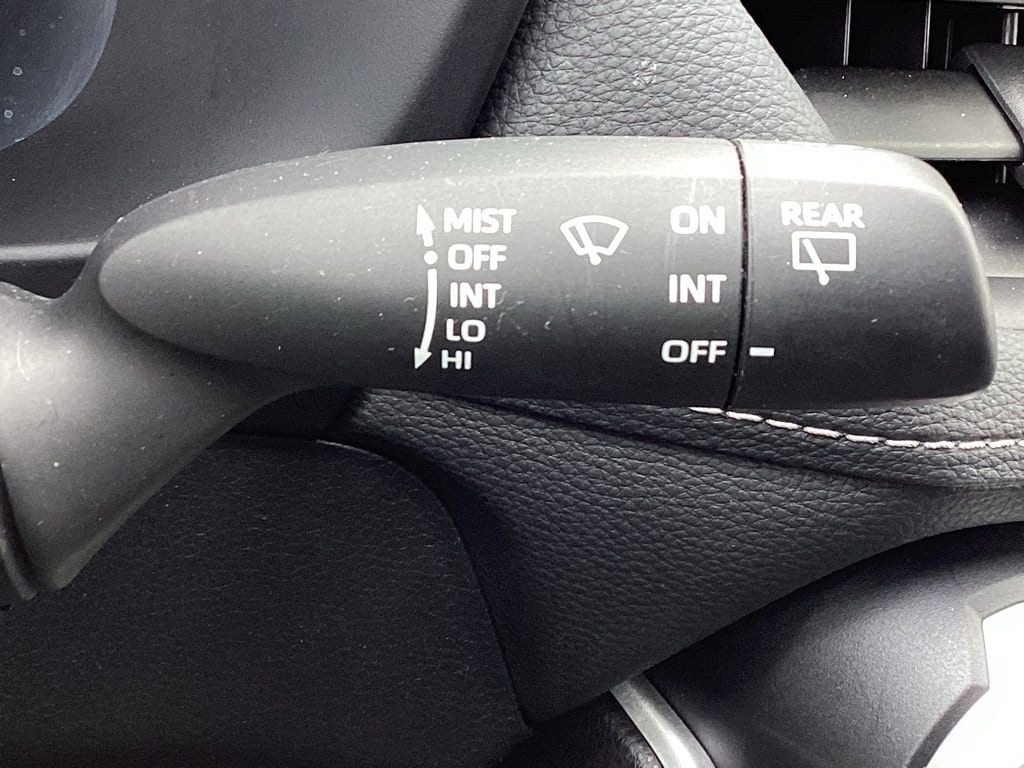 MIST
OFF
INT
LO
HI
ON
INT
OFF
REAR